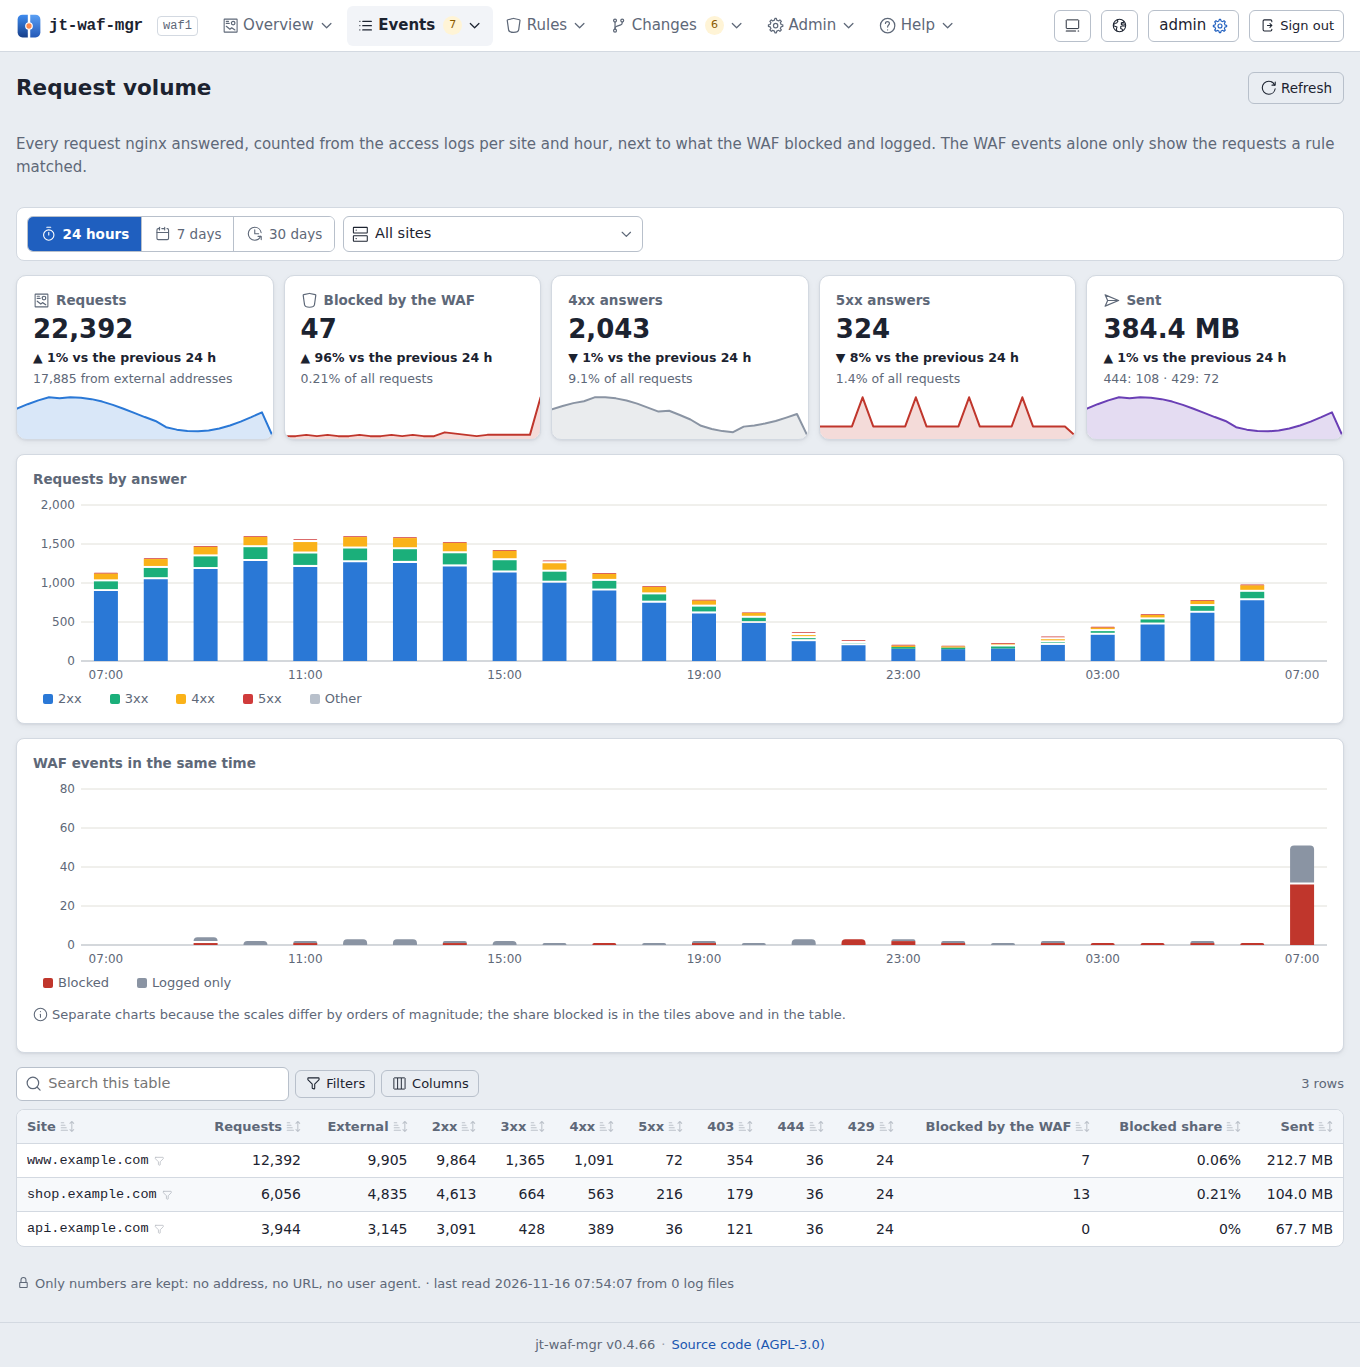 jt-waf-mgr waf1 Overview Events 7 Rules Changes 6 Admin Help admin Sign out
Request volume
Refresh
Every request nginx answered, counted from the access logs per site and hour, next to what the WAF blocked and logged. The WAF events alone only show the requests a rule
matched.
24 hours 7 days 30 days All sites
Requests
22,392
▲ 1% vs the previous 24 h
17,885 from external addresses
Blocked by the WAF
47
▲ 96% vs the previous 24 h
0.21% of all requests
4xx answers
2,043
▼ 1% vs the previous 24 h
9.1% of all requests
5xx answers
324
▼ 8% vs the previous 24 h
1.4% of all requests
Sent
384.4 MB
▲ 1% vs the previous 24 h
444: 108 · 429: 72
Requests by answer
2,000
1,500
1,000
500
0
07:00 11:00 15:00 19:00 23:00 03:00 07:00
2xx 3xx 4xx 5xx Other
WAF events in the same time
80
60
40
20
0
07:00 11:00 15:00 19:00 23:00 03:00 07:00
Blocked Logged only
Separate charts because the scales differ by orders of magnitude; the share blocked is in the tiles above and in the table.
Search this table Filters Columns 3 rows
Site Requests External 2xx 3xx 4xx 5xx 403 444 429 Blocked by the WAF Blocked share Sent
www.example.com 12,392 9,905 9,864 1,365 1,091 72 354 36 24 7 0.06% 212.7 MB
shop.example.com 6,056 4,835 4,613 664 563 216 179 36 24 13 0.21% 104.0 MB
api.example.com 3,944 3,145 3,091 428 389 36 121 36 24 0 0% 67.7 MB
Only numbers are kept: no address, no URL, no user agent. · last read 2026-11-16 07:54:07 from 0 log files
jt-waf-mgr v0.4.66 · Source code (AGPL-3.0)